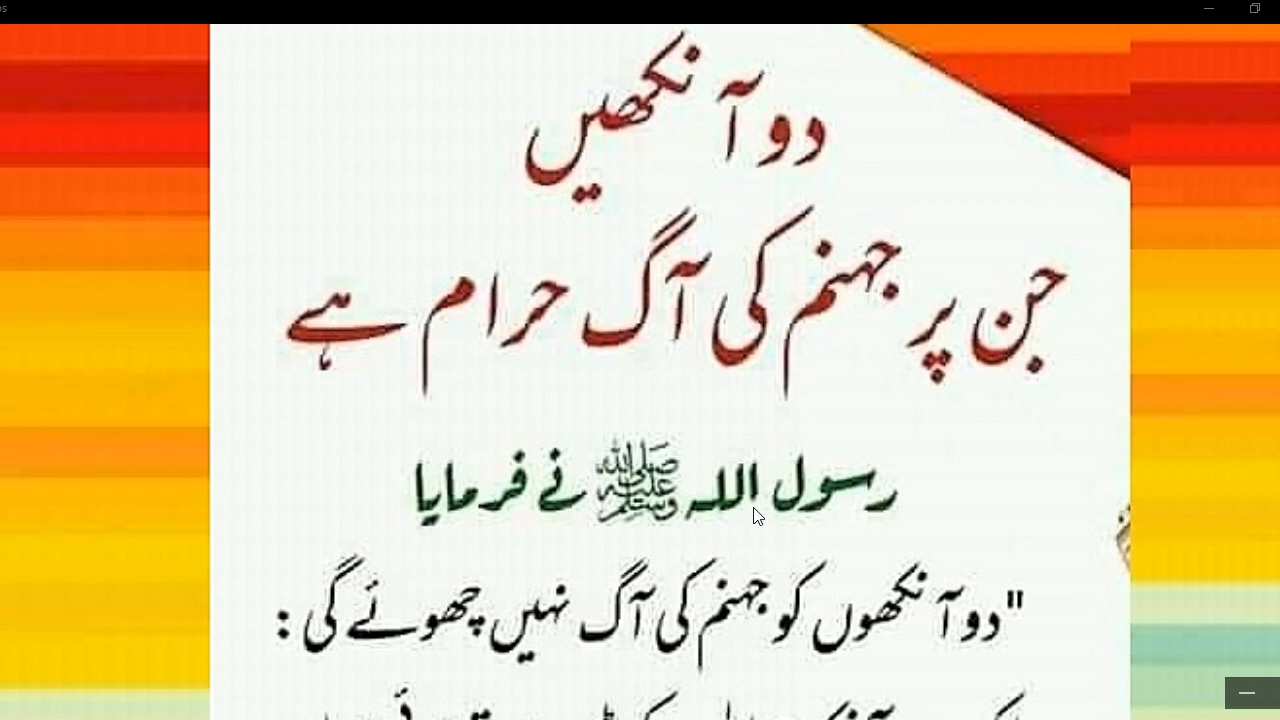 دو آنکھیں
جن پر جہنم کی آگ حرام ہے
رسول اللہ ﷺ نے فرمایا
"دو آنکھوں کو جہنم کی آگ نہیں چھوئے گی :